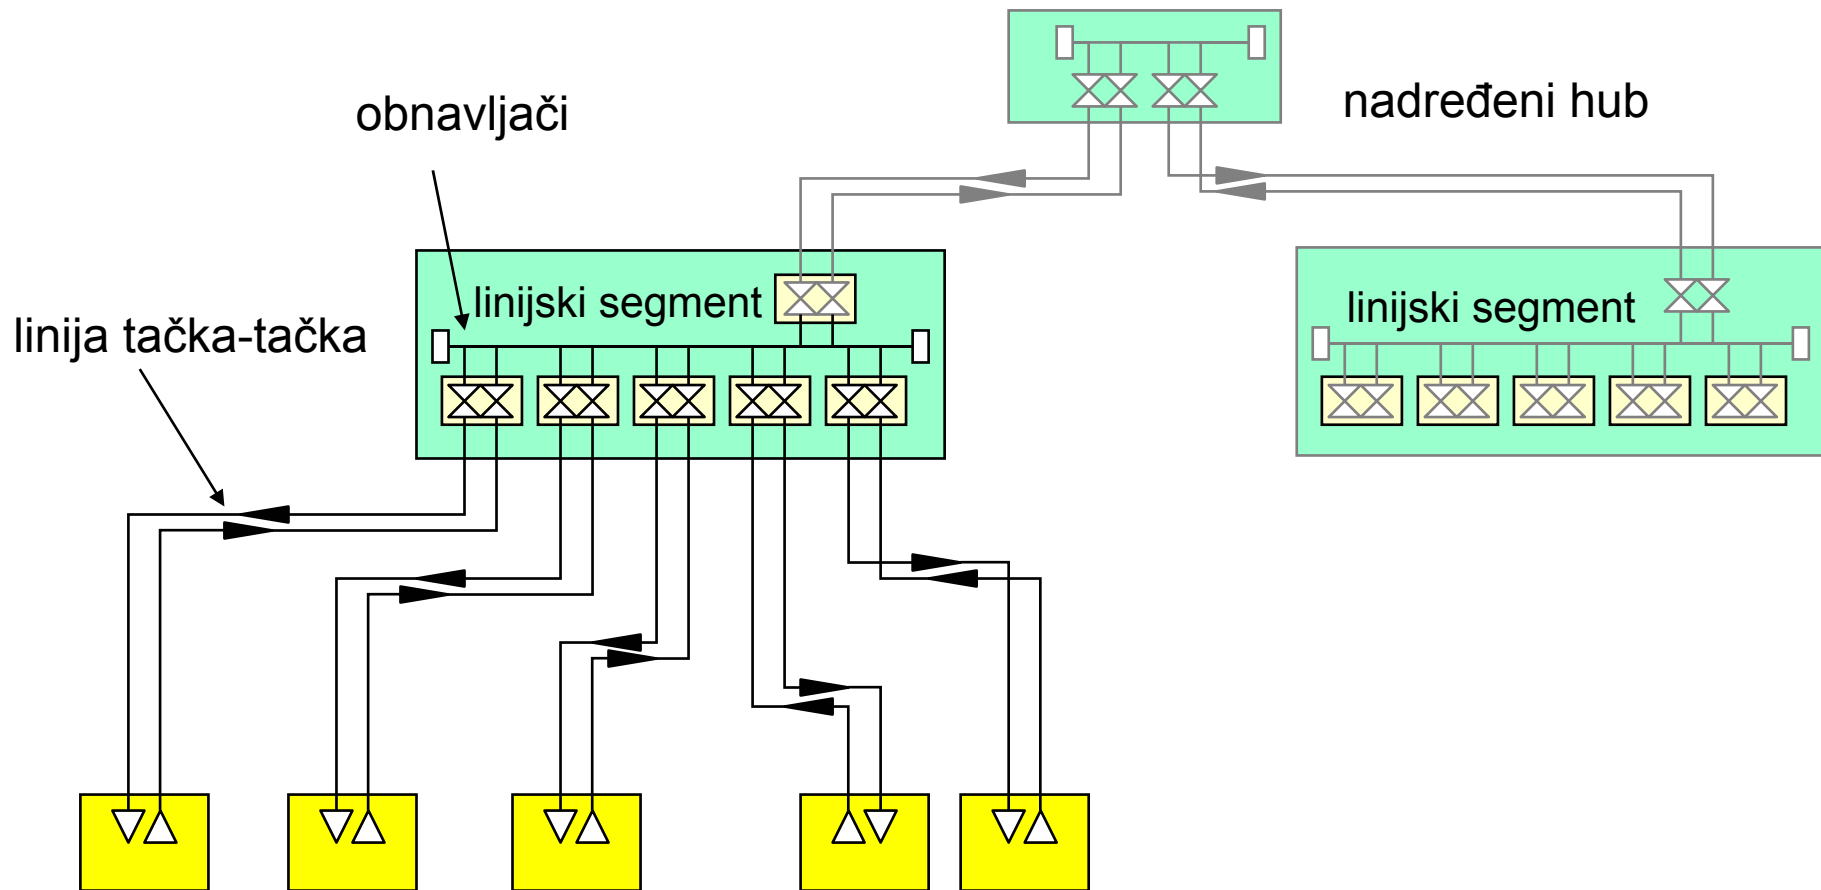 obnavljači
nadređeni hub
linijski segment
linijski segment
linija tačka-tačka